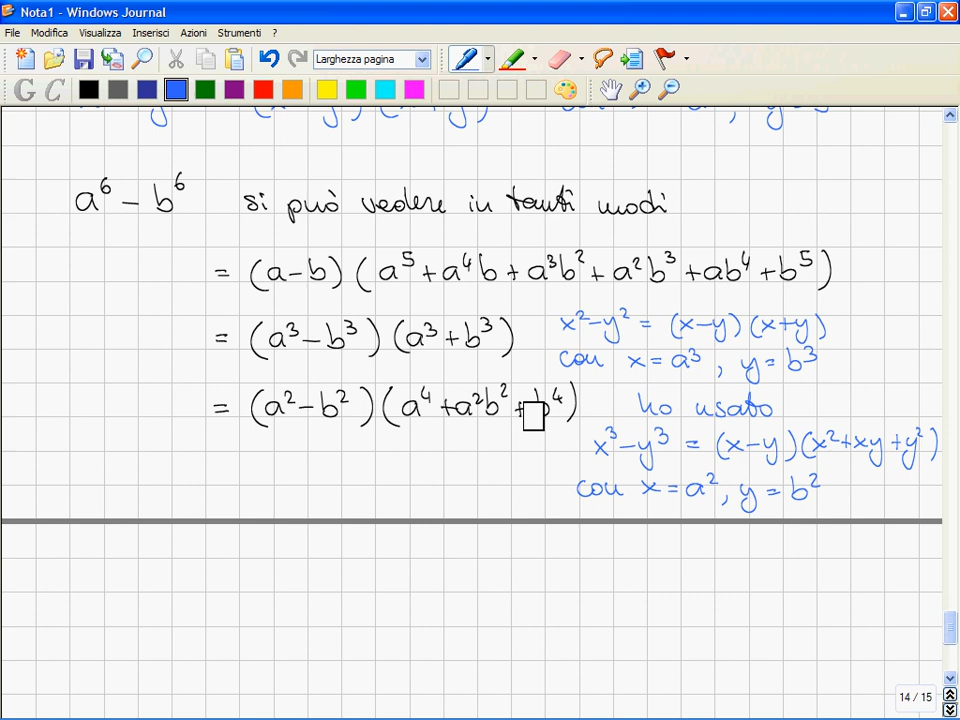 Nota1 - Windows Journal
File Modifica Visualizza Inserisci Azioni Strumenti ?
Larghezza pagina
G C
a⁶ - b⁶ si può vedere in tanti modi
= (a-b)(a⁵+a⁴b+a³b²+a²b³+ab⁴+b⁵)
= (a³-b³)(a³+b³)
x²-y² = (x-y)(x+y)
con x=a³, y=b³
= (a²-b²)(a⁴+a²b²+b⁴)
ho usato
x³-y³ = (x-y)(x²+xy+y²)
con x=a², y=b²
14 / 15